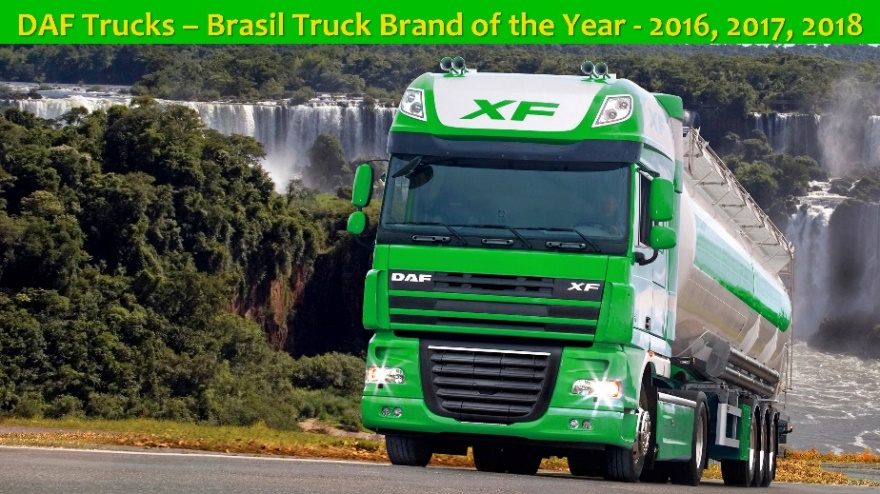 DAF Trucks – Brasil Truck Brand of the Year - 2016, 2017, 2018
XF
DAF XF